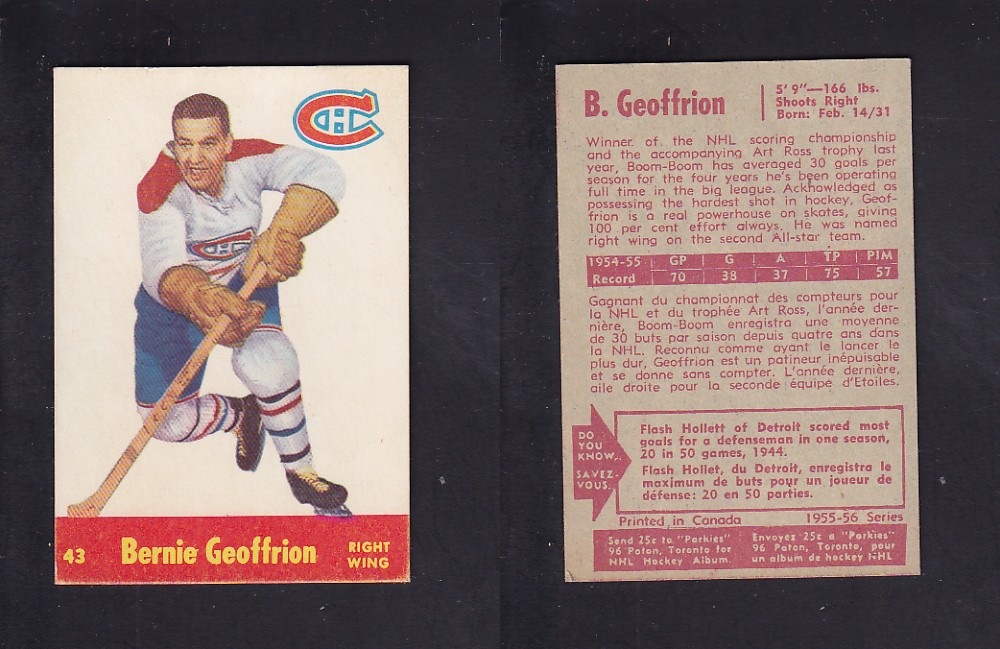 43
Bernie Geoffrion
RIGHT
WING
B. Geoffrion
5' 9"—166 lbs.
Shoots Right
Born: Feb. 14/31
Winner of the NHL scoring championship
and the accompanying Art Ross trophy last
year, Boom-Boom has averaged 30 goals per
season for the four years he's been operating
full time in the big league. Acknowledged as
possessing the hardest shot in hockey, Geof-
frion is a real powerhouse on skates, giving
100 per cent effort always. He was named
right wing on the second All-star team.
1954-55 GP G A TP PIM
Record 70 38 37 75 57
Gagnant du championnat des compteurs pour
la NHL et du trophée Art Ross, l'année der-
nière, Boom-Boom enregistra une moyenne
de 30 buts par saison depuis quatre ans dans
la NHL. Reconnu comme ayant le lancer le
plus dur, Geoffrion est un patineur inépuisable
et se donne sans compter. L'année dernière,
aile droite pour la seconde équipe d'Etoiles.
DO
YOU
KNOW..
SAVEZ-
VOUS.
Flash Hollett of Detroit scored most
goals for a defenseman in one season,
20 in 50 games, 1944.
Flash Hollet, du Detroit, enregistra le
maximum de buts pour un joueur de
défense: 20 en 50 parties.
Printed in Canada 1955-56 Series
Send 25c to "Parkies"
96 Paton, Toronto for
NHL Hockey Album.
Envoyez 25c a "Parkies"
96 Paton, Toronto, pour
un album de hockey NHL